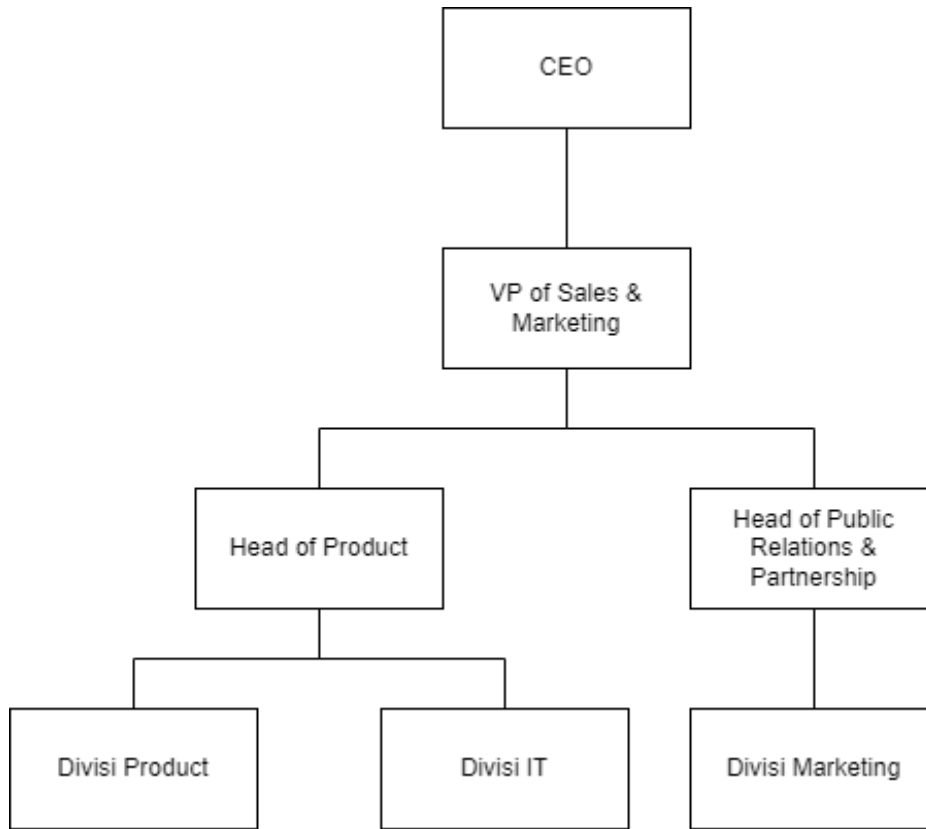 CEO
VP of Sales &
Marketing
Head of Product
Head of Public
Relations &
Partnership
Divisi Product
Divisi IT
Divisi Marketing